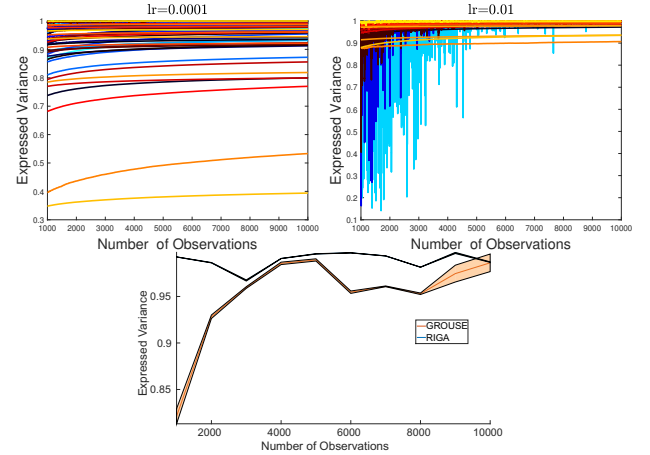 lr=0.0001
1
0.9
0.8
0.7
0.6
0.5
0.4
0.3
Expressed Variance
1000 2000 3000 4000 5000 6000 7000 8000 9000 10000
Number of Observations
lr=0.01
1
0.9
0.8
0.7
0.6
0.5
0.4
0.3
0.2
0.1
Expressed Variance
1000 2000 3000 4000 5000 6000 7000 8000 9000 10000
Number of Observations
0.95
0.9
0.85
Expressed Variance
GROUSE
RIGA
2000 4000 6000 8000 10000
Number of Observations